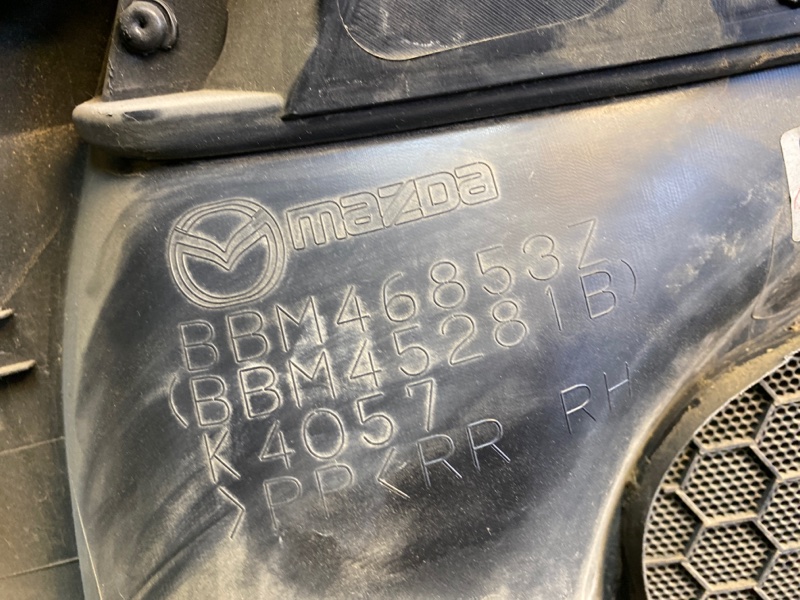 mazda
BBM46853Z
(BBM45281B)
K4057
>PP< RR RH